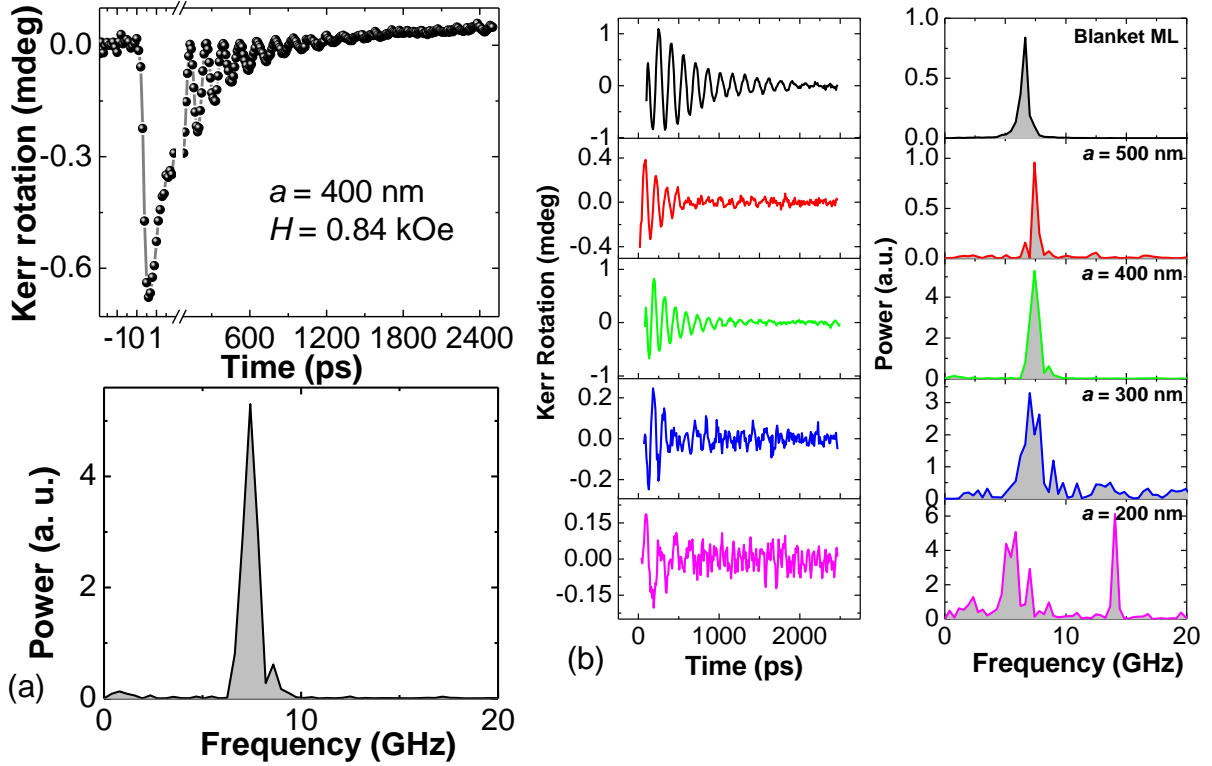 Kerr rotation (mdeg)
0.0
-0.3
-0.6
a = 400 nm
H = 0.84 kOe
-10 1 1 600 1200 1800 2400
Time (ps)
Power (a. u.)
4
2
0
0 10 20
Frequency (GHz)
(a)
Kerr Rotation (mdeg)
1
0
-1
0.4
0.0
-0.4
1
0
-1
0.2
0.0
-0.2
0.15
0.00
-0.15
0 1000 2000
Time (ps)
(b)
Power (a.u.)
Blanket ML
1.0
0.5
0.0
a = 500 nm
1.0
0.5
0.0
a = 400 nm
4
2
0
a = 300 nm
3
2
1
0
a = 200 nm
6
4
2
0
0 10 20
Frequency (GHz)